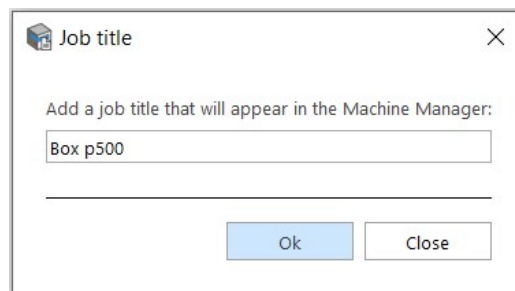 Job title
Add a job title that will appear in the Machine Manager:
Box p500
Ok Close